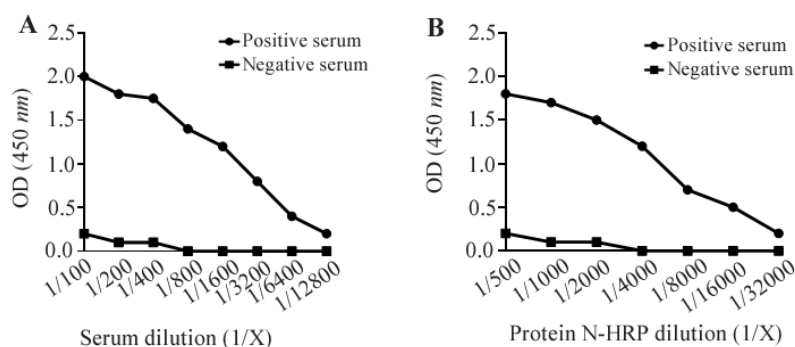 A
Positive serum
Negative serum
OD (450 nm)
2.5
2.0
1.5
1.0
0.5
0.0
1/100
1/200
1/400
1/800
1/1600
1/3200
1/6400
1/12800
Serum dilution (1/X)
B
Positive serum
Negative serum
OD (450 nm)
2.5
2.0
1.5
1.0
0.5
0.0
1/500
1/1000
1/2000
1/4000
1/8000
1/16000
1/32000
Protein N-HRP dilution (1/X)